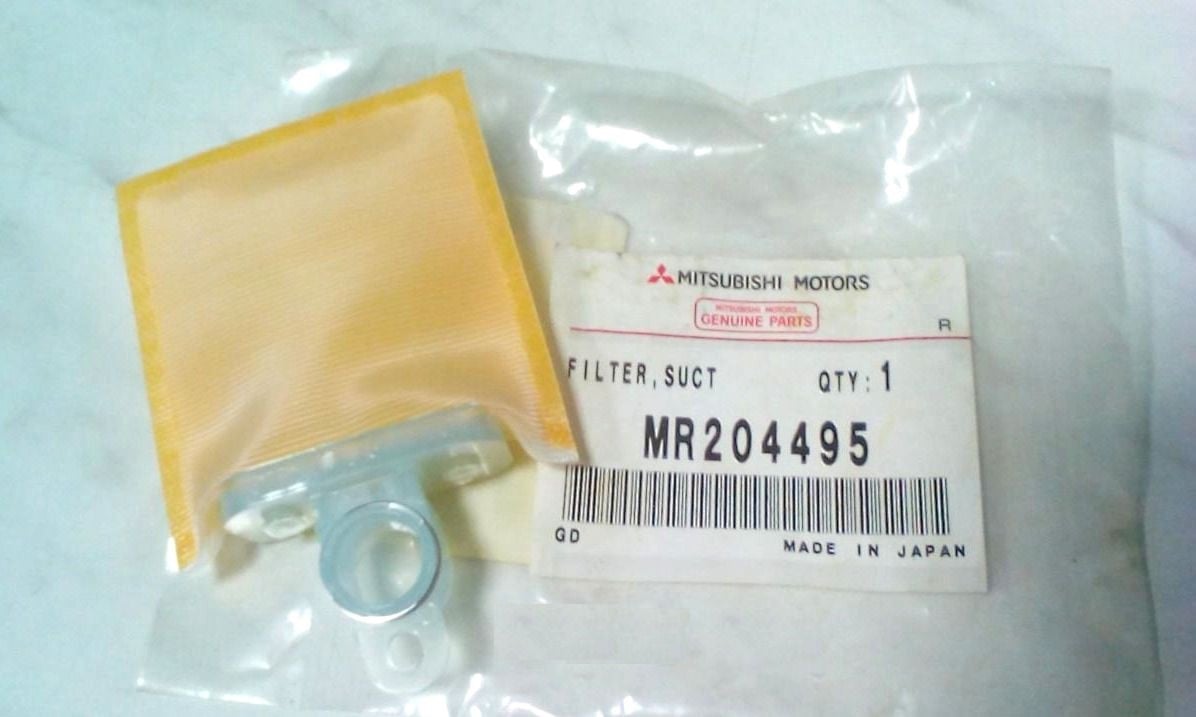 MITSUBISHI MOTORS
MITSUBISHI MOTORS
GENUINE PARTS
R
FILTER, SUCT QTY: 1
MR204495
GD MADE IN JAPAN